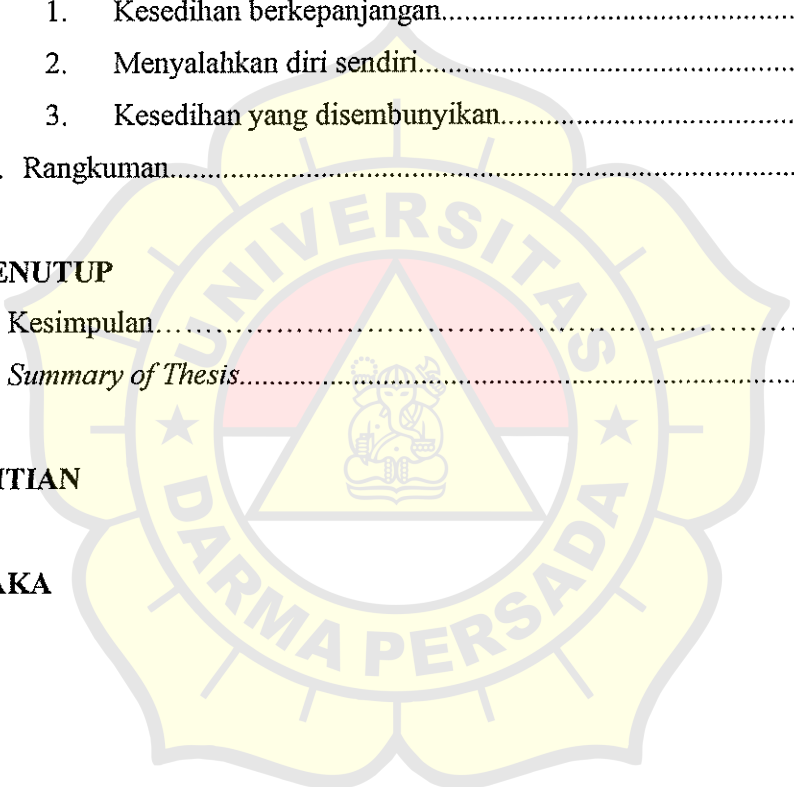 1. Kesedihan berkepanjangan
2. Menyalahkan diri sendiri
3. Kesedihan yang disembunyikan
. Rangkuman
ENUTUP
Kesimpulan
Summary of Thesis
ITIAN
AKA
UNIVERSITAS
DARMA PERSADA